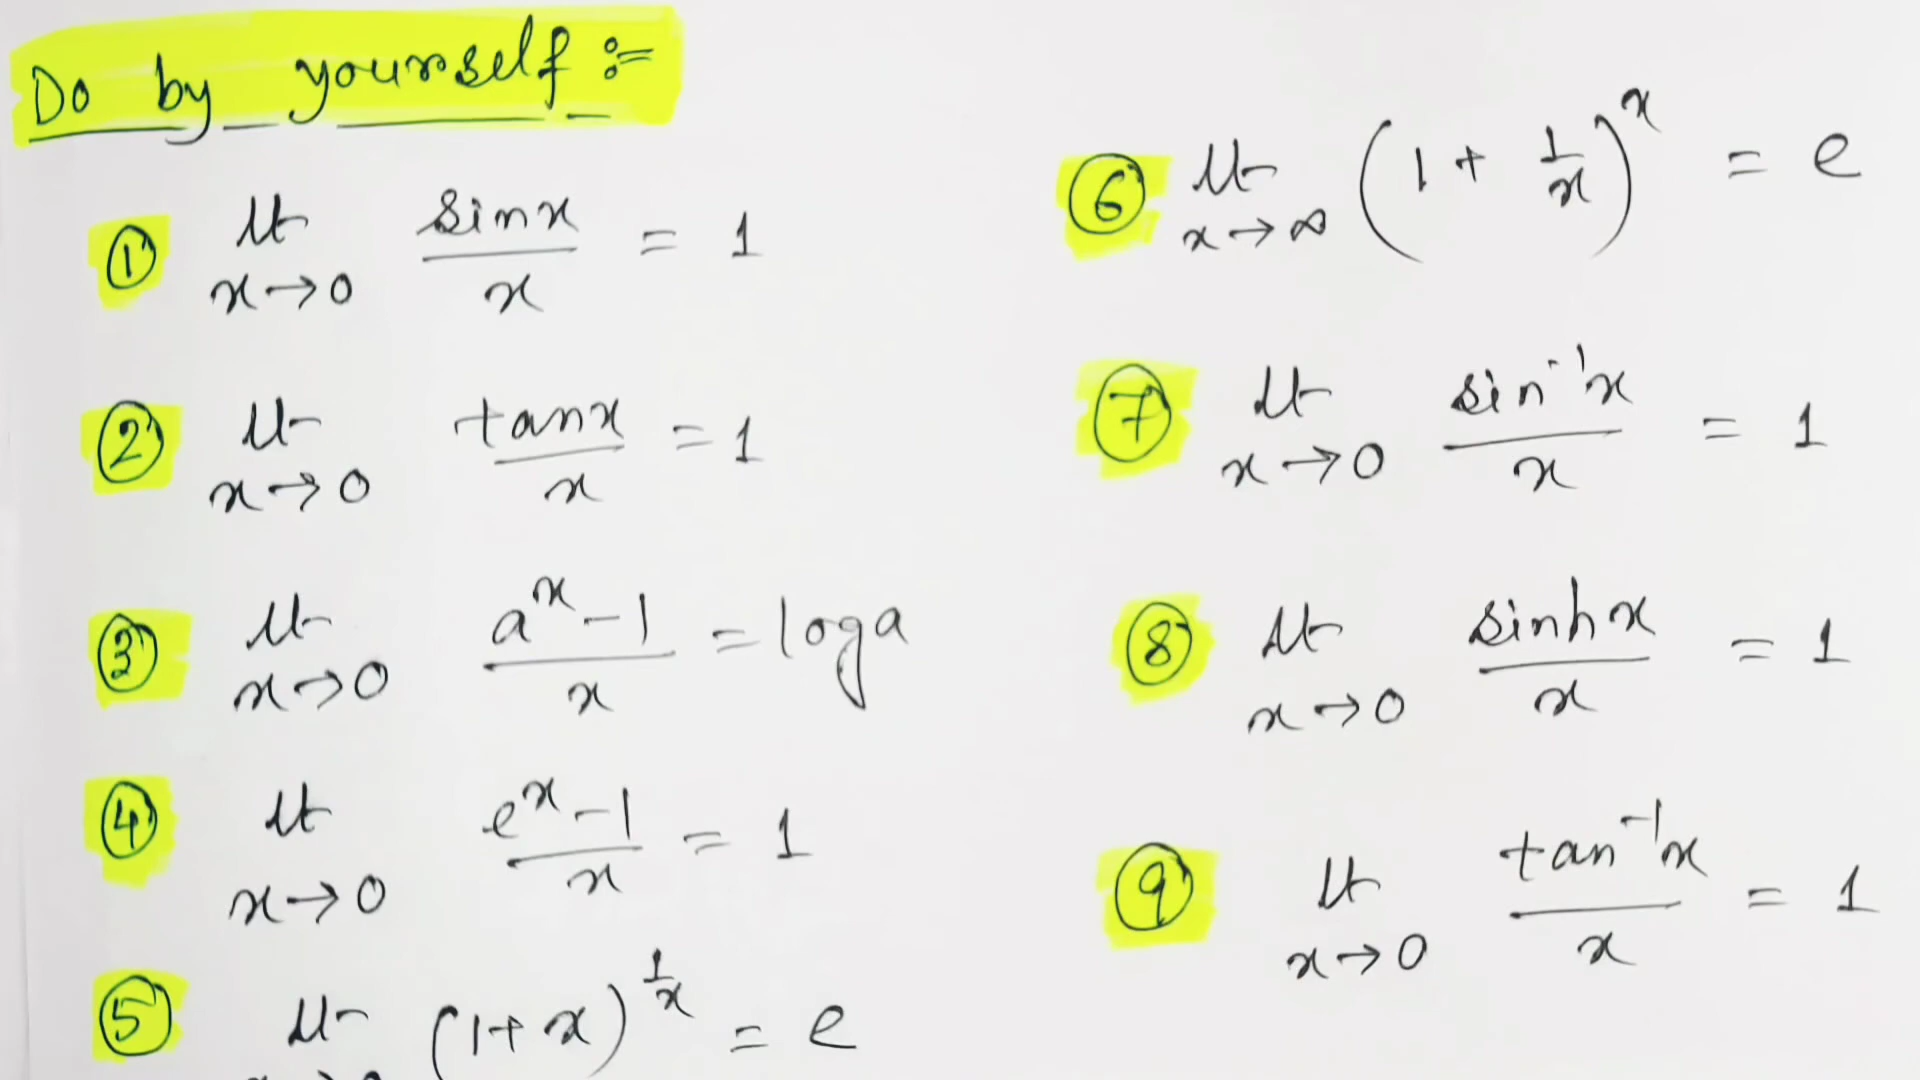 Do by yourself :=
① lt x→0 sinx/x = 1
② lt x→0 tanx/x = 1
③ lt x→0 (a^x - 1)/x = loga
④ lt x→0 (e^x - 1)/x = 1
⑤ lt (1+x)^(1/x) = e
⑥ lt x→∞ (1 + 1/x)^x = e
⑦ lt x→0 sin⁻¹x/x = 1
⑧ lt x→0 sinhx/x = 1
⑨ lt x→0 tan⁻¹x/x = 1